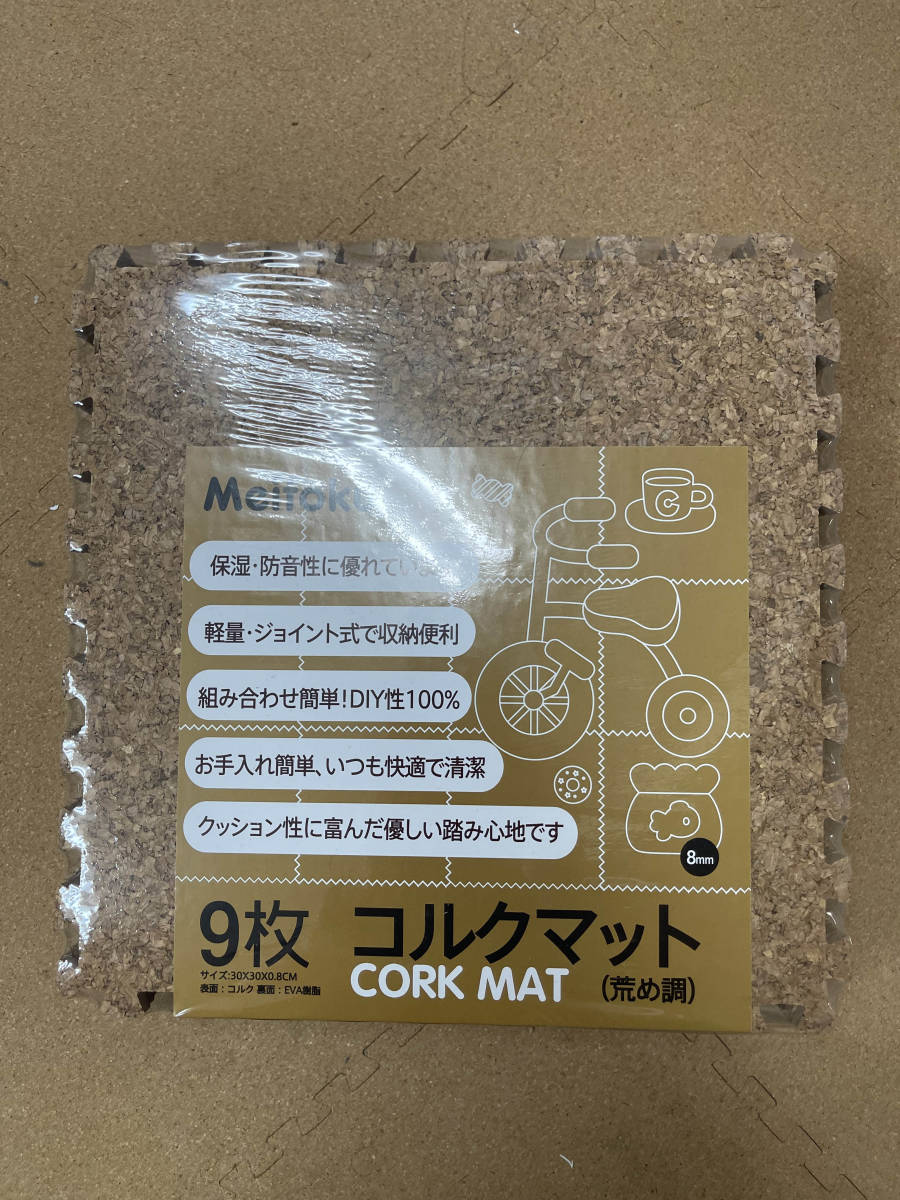 Meitoku
保湿・防音性に優れています
軽量・ジョイント式で収納便利
組み合わせ簡単!DIY性100%
お手入れ簡単、いつも快適で清潔
クッション性に富んだ優しい踏み心地です
C
8mm
9枚 コルクマット
サイズ:30X30X0.8CM
表面：コルク 裏面：EVA樹脂
CORK MAT (荒め調)